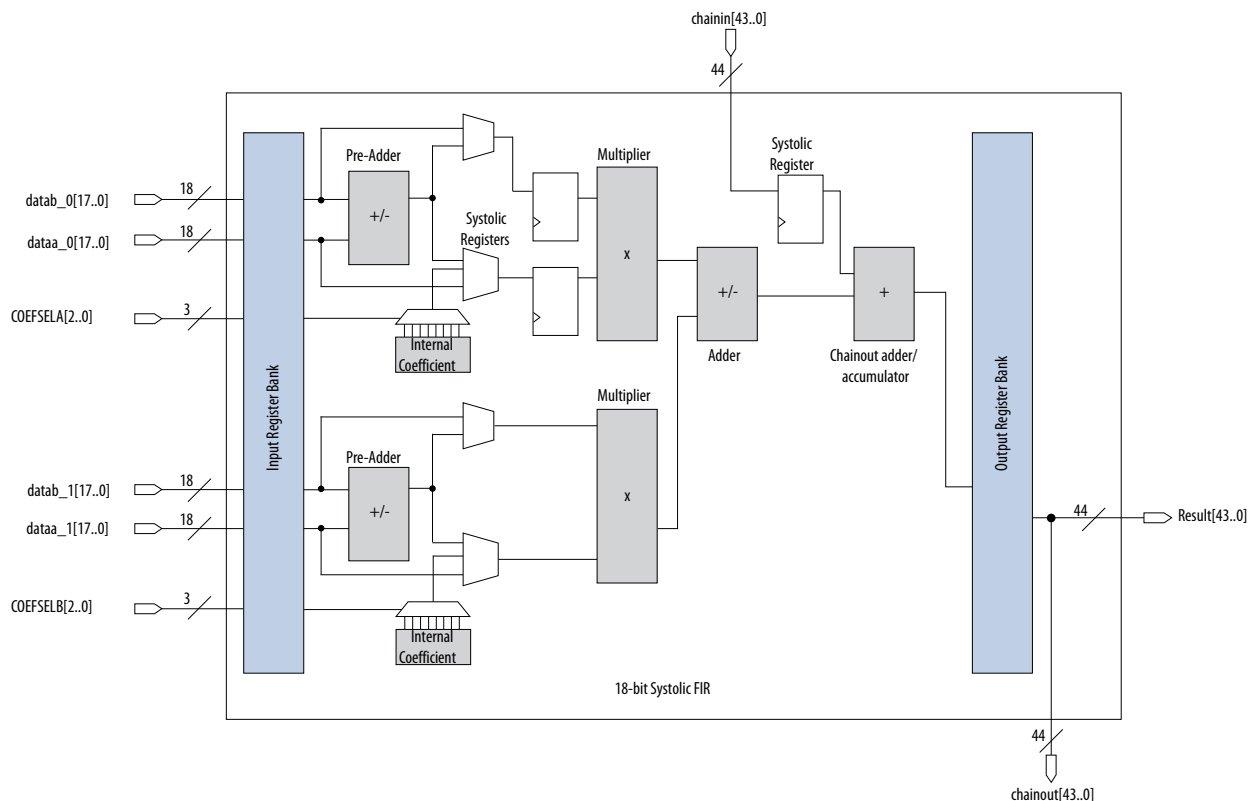 chainin[43..0]
44
Pre-Adder
Multiplier
Systolic
Register
datab_0[17..0]
18
+/-
Systolic
Registers
dataa_0[17..0]
18
x
+/-
+
COEFSELA[2..0]
3
Internal
Coefficient
Adder
Chainout adder/
accumulator
Multiplier
Input Register Bank
Output Register Bank
Pre-Adder
datab_1[17..0]
18
+/-
x
dataa_1[17..0]
18
44
Result[43..0]
COEFSELB[2..0]
3
Internal
Coefficient
18-bit Systolic FIR
44
chainout[43..0]